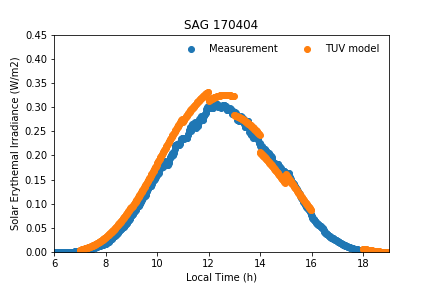 SAG 170404
Measurement TUV model
Solar Erythemal Irradiance (W/m2)
0.45
0.40
0.35
0.30
0.25
0.20
0.15
0.10
0.05
0.00
6 8 10 12 14 16 18
Local Time (h)